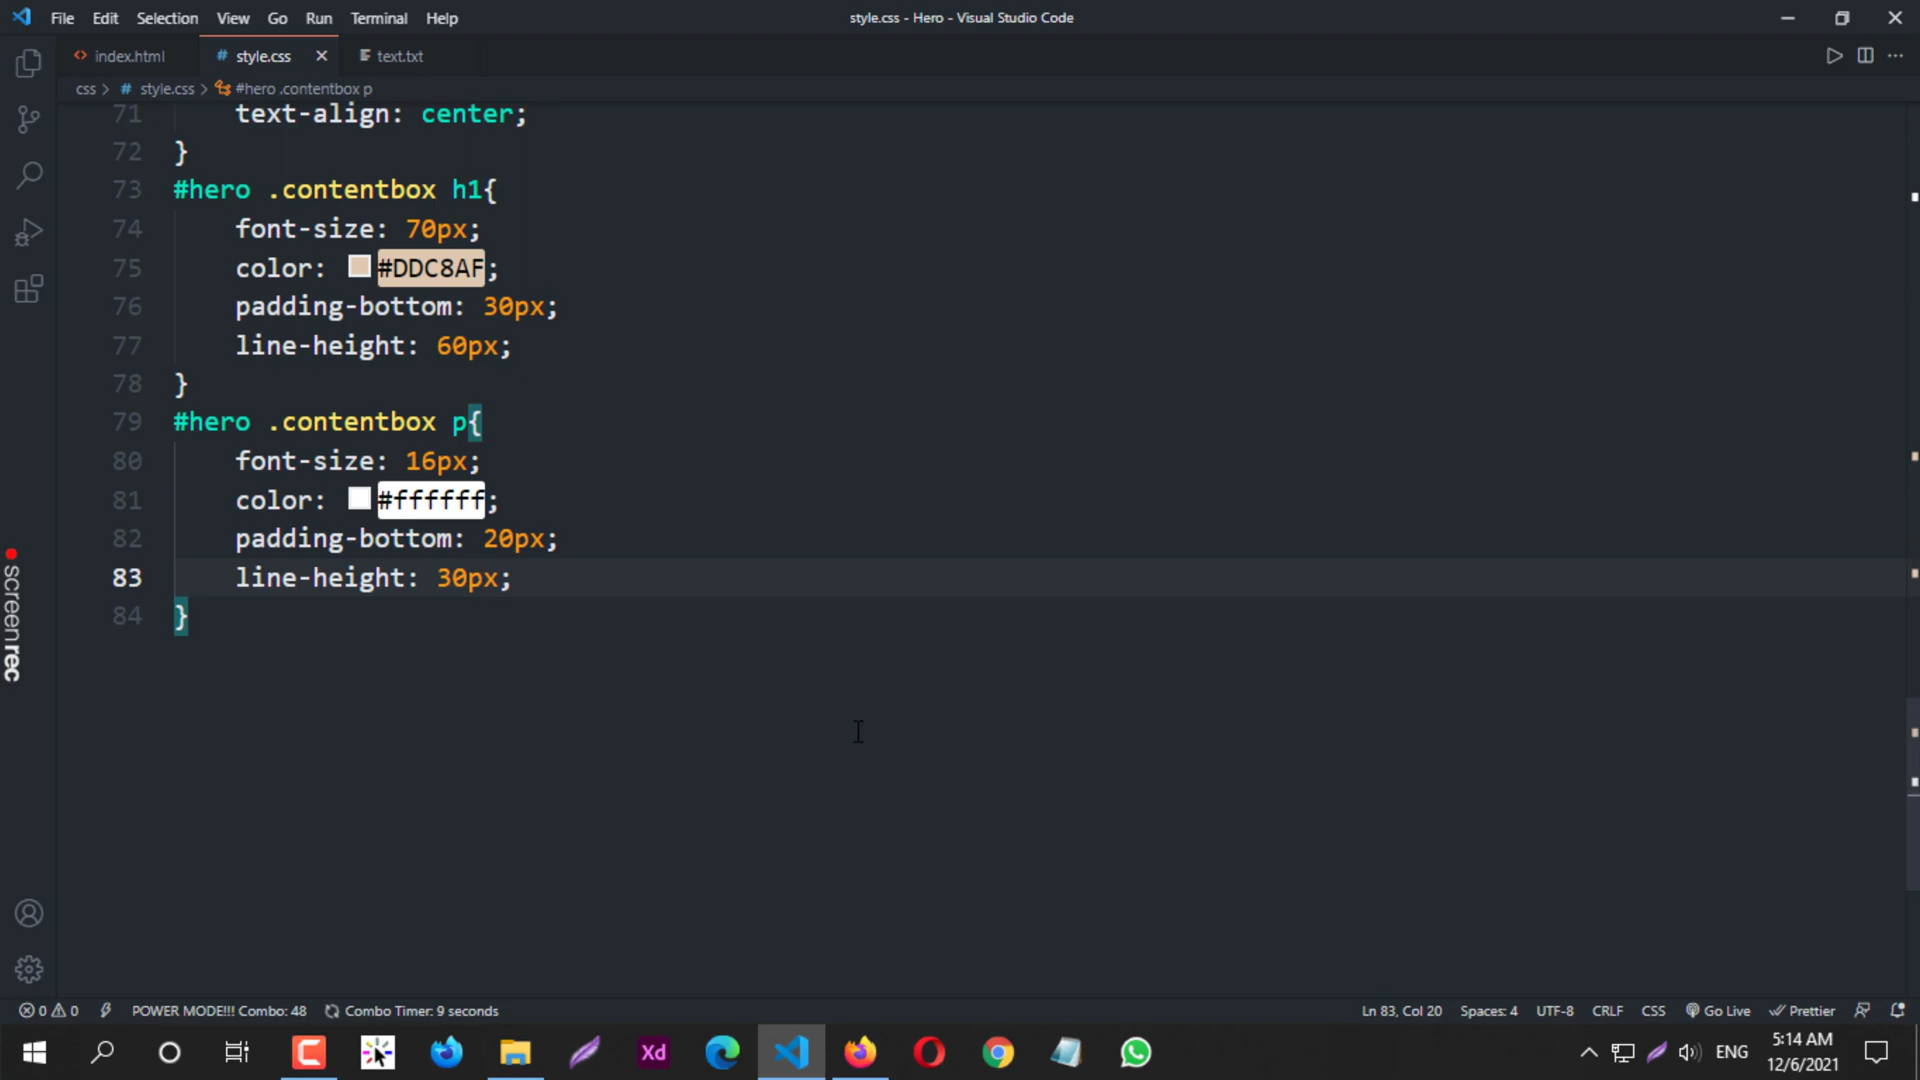 File Edit Selection View Go Run Terminal Help
style.css - Hero - Visual Studio Code
index.html
# style.css
text.txt
css > # style.css > #hero .contentbox p
71 text-align: center;
72 }
73 #hero .contentbox h1{
74 font-size: 70px;
75 color: #DDC8AF;
76 padding-bottom: 30px;
77 line-height: 60px;
78 }
79 #hero .contentbox p{
80 font-size: 16px;
81 color: #ffffff;
82 padding-bottom: 20px;
83 line-height: 30px;
84 }
screenrec
0 0 POWER MODE!!! Combo: 48 Combo Timer: 9 seconds
Ln 83, Col 20 Spaces: 4 UTF-8 CRLF CSS Go Live Prettier
Xd
ENG
5:14 AM
12/6/2021